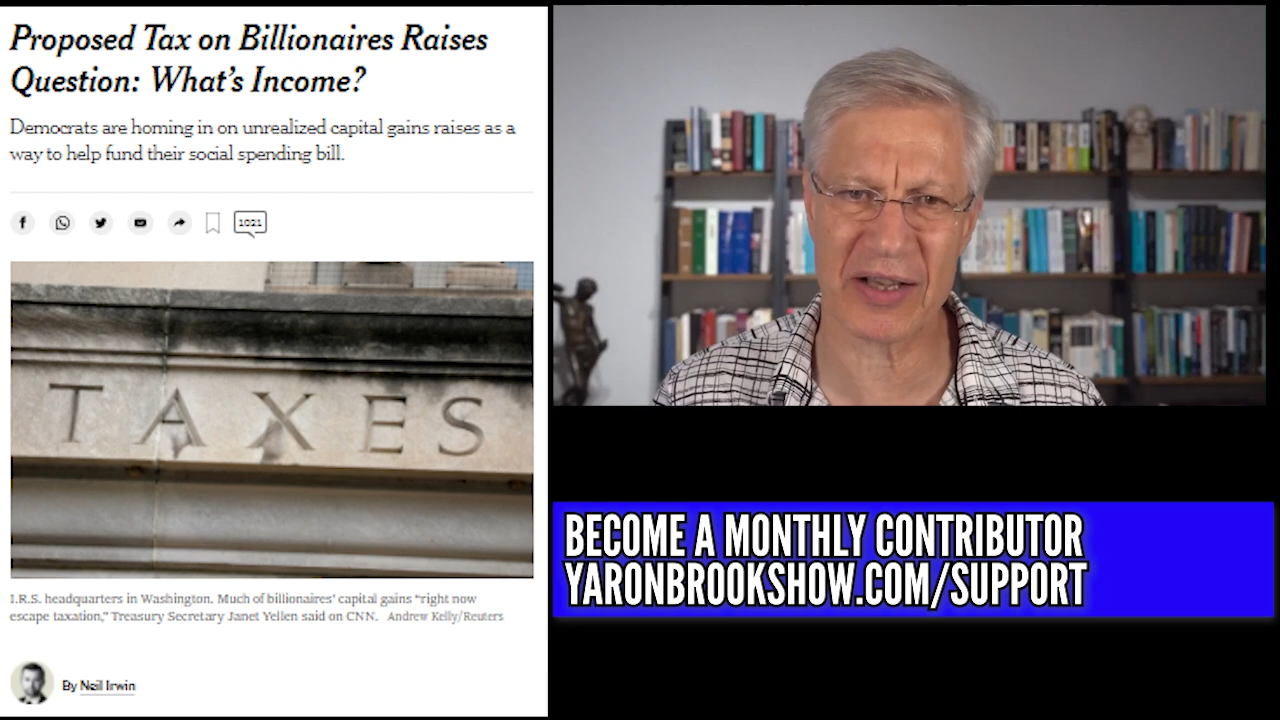 Proposed Tax on Billionaires Raises
Question: What's Income?
Democrats are homing in on unrealized capital gains raises as a
way to help fund their social spending bill.
1021
TAXES
I.R.S. headquarters in Washington. Much of billionaires' capital gains "right now
escape taxation," Treasury Secretary Janet Yellen said on CNN. Andrew Kelly/Reuters
By Neil Irwin
BECOME A MONTHLY CONTRIBUTOR
YARONBROOKSHOW.COM/SUPPORT